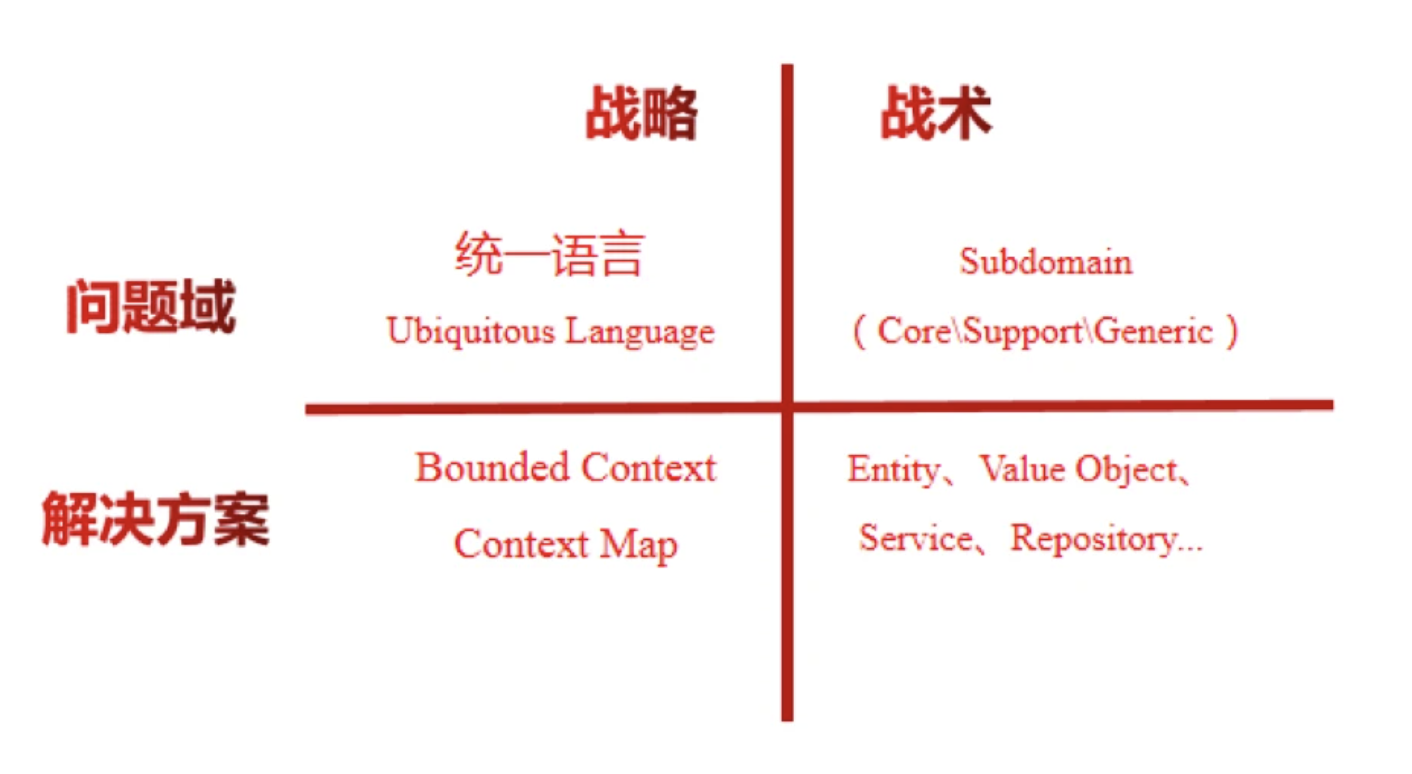 战略
战术
统一语言
Subdomain
问题域
Ubiquitous Language
( Core\Support\Generic )
Bounded Context
Entity、Value Object、
解决方案
Context Map
Service、Repository...